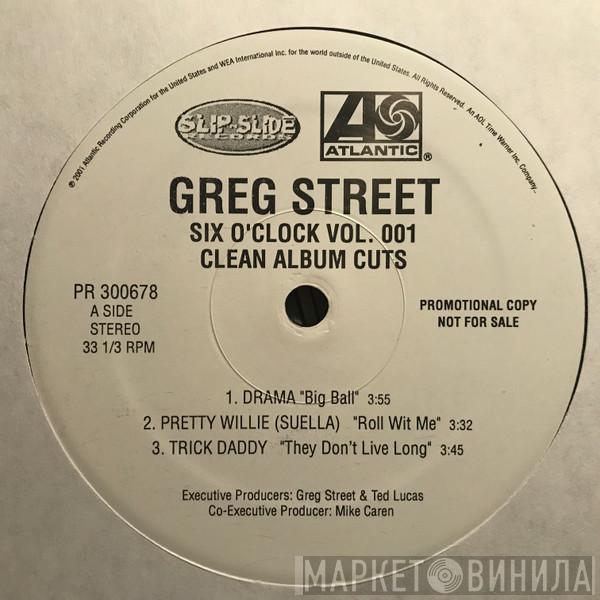 ℗ 2001 Atlantic Recording Corporation for the United States and WEA International Inc. for the world outside of the United States. All Rights Reserved. An AOL Time Warner Inc. Company.
SLIP-SLIDE
RECORDS
ATLANTIC®
GREG STREET
SIX O'CLOCK VOL. 001
CLEAN ALBUM CUTS
PR 300678
A SIDE
STEREO
33 1/3 RPM
PROMOTIONAL COPY
NOT FOR SALE
1. DRAMA "Big Ball" 3:55
2. PRETTY WILLIE (SUELLA) "Roll Wit Me" 3:32
3. TRICK DADDY "They Don't Live Long" 3:45
Executive Producers: Greg Street & Ted Lucas
Co-Executive Producer: Mike Caren
МАРКЕТ ВИНИЛА